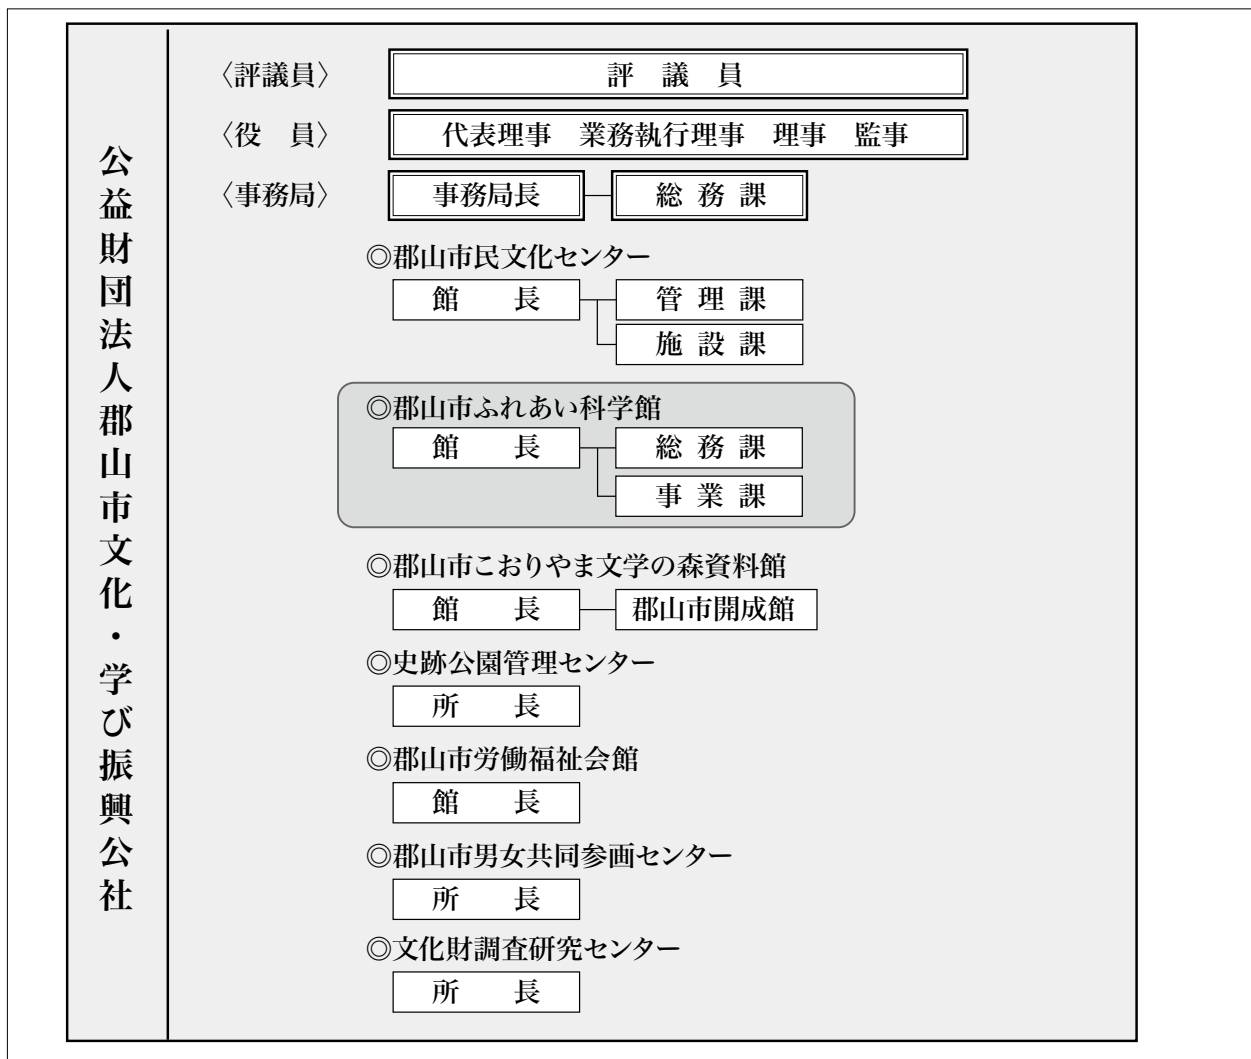 公益財団法人郡山市文化・学び振興公社
〈評議員〉 評 議 員
〈役 員〉 代表理事 業務執行理事 理事 監事
〈事務局〉 事務局長 総 務 課
◎郡山市民文化センター
館 長 管 理 課
施 設 課
◎郡山市ふれあい科学館
館 長 総 務 課
事 業 課
◎郡山市こおりやま文学の森資料館
館 長 郡山市開成館
◎史跡公園管理センター
所 長
◎郡山市労働福祉会館
館 長
◎郡山市男女共同参画センター
所 長
◎文化財調査研究センター
所 長